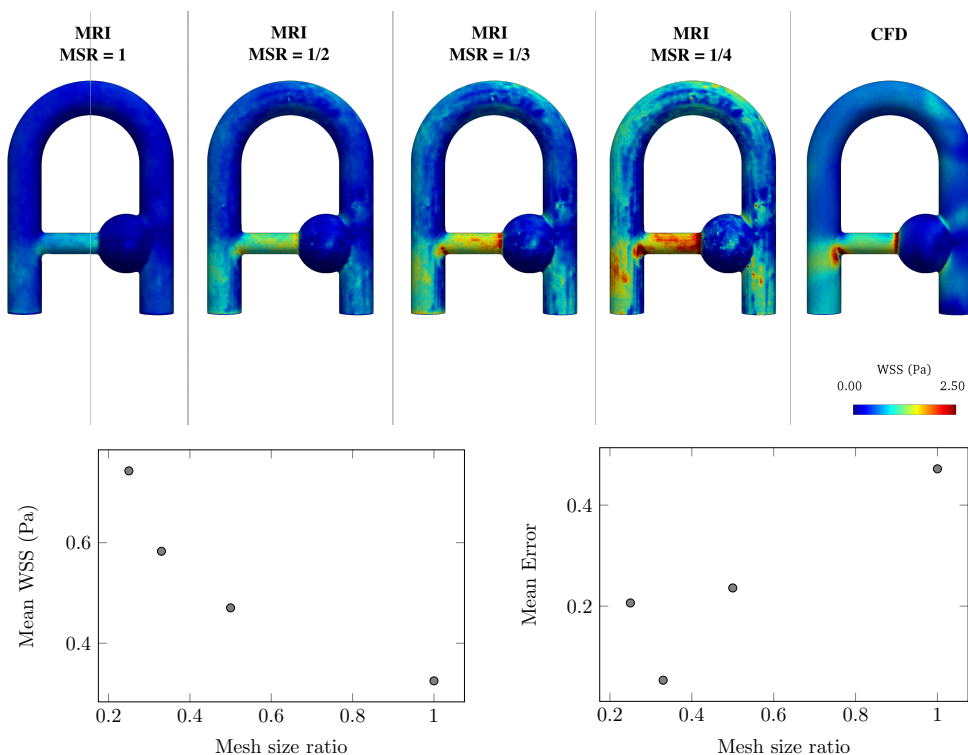 MRI
MSR = 1
MRI
MSR = 1/2
MRI
MSR = 1/3
MRI
MSR = 1/4
CFD
WSS (Pa)
0.00 2.50
Mean WSS (Pa)
0.6
0.4
0.2 0.4 0.6 0.8 1
Mesh size ratio
Mean Error
0.4
0.2
0.2 0.4 0.6 0.8 1
Mesh size ratio